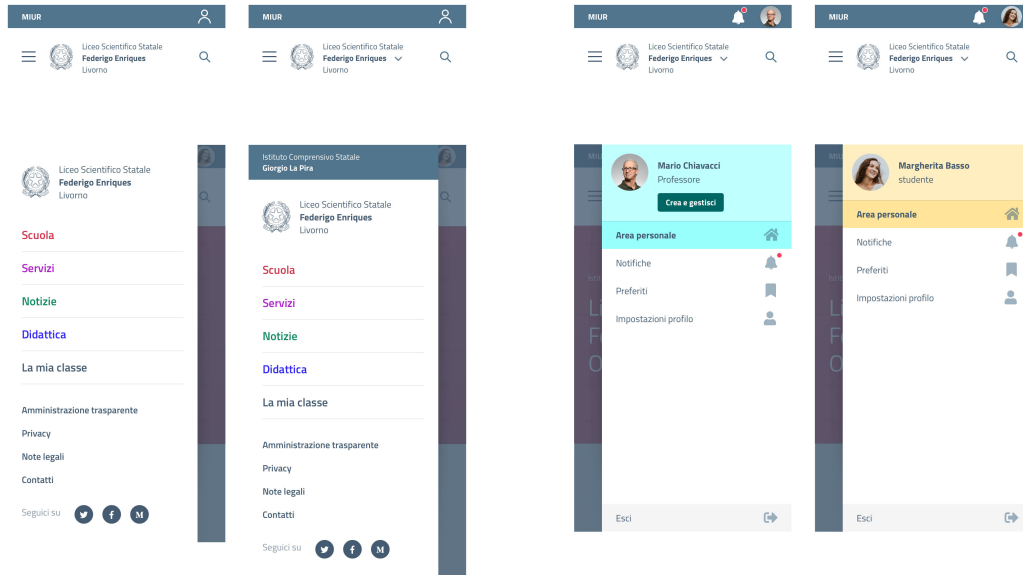 MIUR
Liceo Scientifico Statale
Federigo Enriques
Livorno
MIUR
Liceo Scientifico Statale
Federigo Enriques
Livorno
MIUR
Liceo Scientifico Statale
Federigo Enriques
Livorno
MIUR
Liceo Scientifico Statale
Federigo Enriques
Livorno
Liceo Scientifico Statale
Federigo Enriques
Livorno
Scuola
Servizi
Notizie
Didattica
La mia classe
Amministrazione trasparente
Privacy
Note legali
Contatti
Seguici su
M
Istituto Comprensivo Statale
Giorgio La Pira
Liceo Scientifico Statale
Federigo Enriques
Livorno
Scuola
Servizi
Notizie
Didattica
La mia classe
Amministrazione trasparente
Privacy
Note legali
Contatti
Seguici su
M
Mario Chiavacci
Professore
Crea e gestisci
Area personale
Notifiche
Preferiti
Impostazioni profilo
Esci
Margherita Basso
studente
Area personale
Notifiche
Preferiti
Impostazioni profilo
Esci